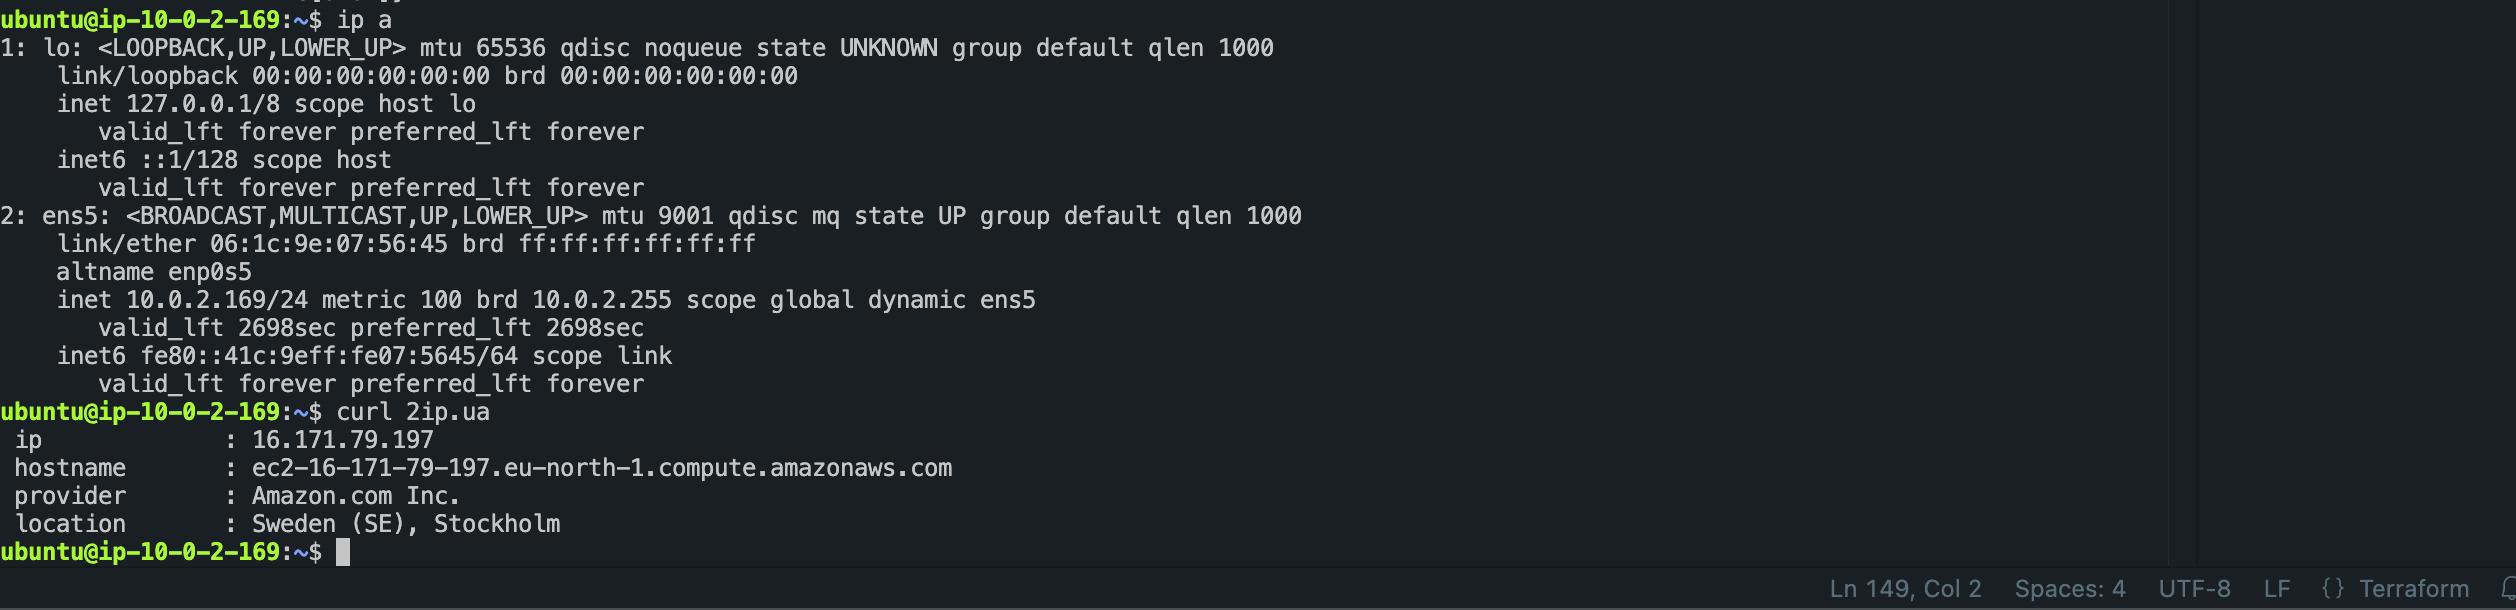 ubuntu@ip-10-0-2-169:~$ ip a
1: lo: <LOOPBACK,UP,LOWER_UP> mtu 65536 qdisc noqueue state UNKNOWN group default qlen 1000
    link/loopback 00:00:00:00:00:00 brd 00:00:00:00:00:00
    inet 127.0.0.1/8 scope host lo
       valid_lft forever preferred_lft forever
    inet6 ::1/128 scope host
       valid_lft forever preferred_lft forever
2: ens5: <BROADCAST,MULTICAST,UP,LOWER_UP> mtu 9001 qdisc mq state UP group default qlen 1000
    link/ether 06:1c:9e:07:56:45 brd ff:ff:ff:ff:ff:ff
    altname enp0s5
    inet 10.0.2.169/24 metric 100 brd 10.0.2.255 scope global dynamic ens5
       valid_lft 2698sec preferred_lft 2698sec
    inet6 fe80::41c:9eff:fe07:5645/64 scope link
       valid_lft forever preferred_lft forever
ubuntu@ip-10-0-2-169:~$ curl 2ip.ua
 ip             : 16.171.79.197
 hostname       : ec2-16-171-79-197.eu-north-1.compute.amazonaws.com
 provider       : Amazon.com Inc.
 location       : Sweden (SE), Stockholm
ubuntu@ip-10-0-2-169:~$
Ln 149, Col 2 Spaces: 4 UTF-8 LF {} Terraform